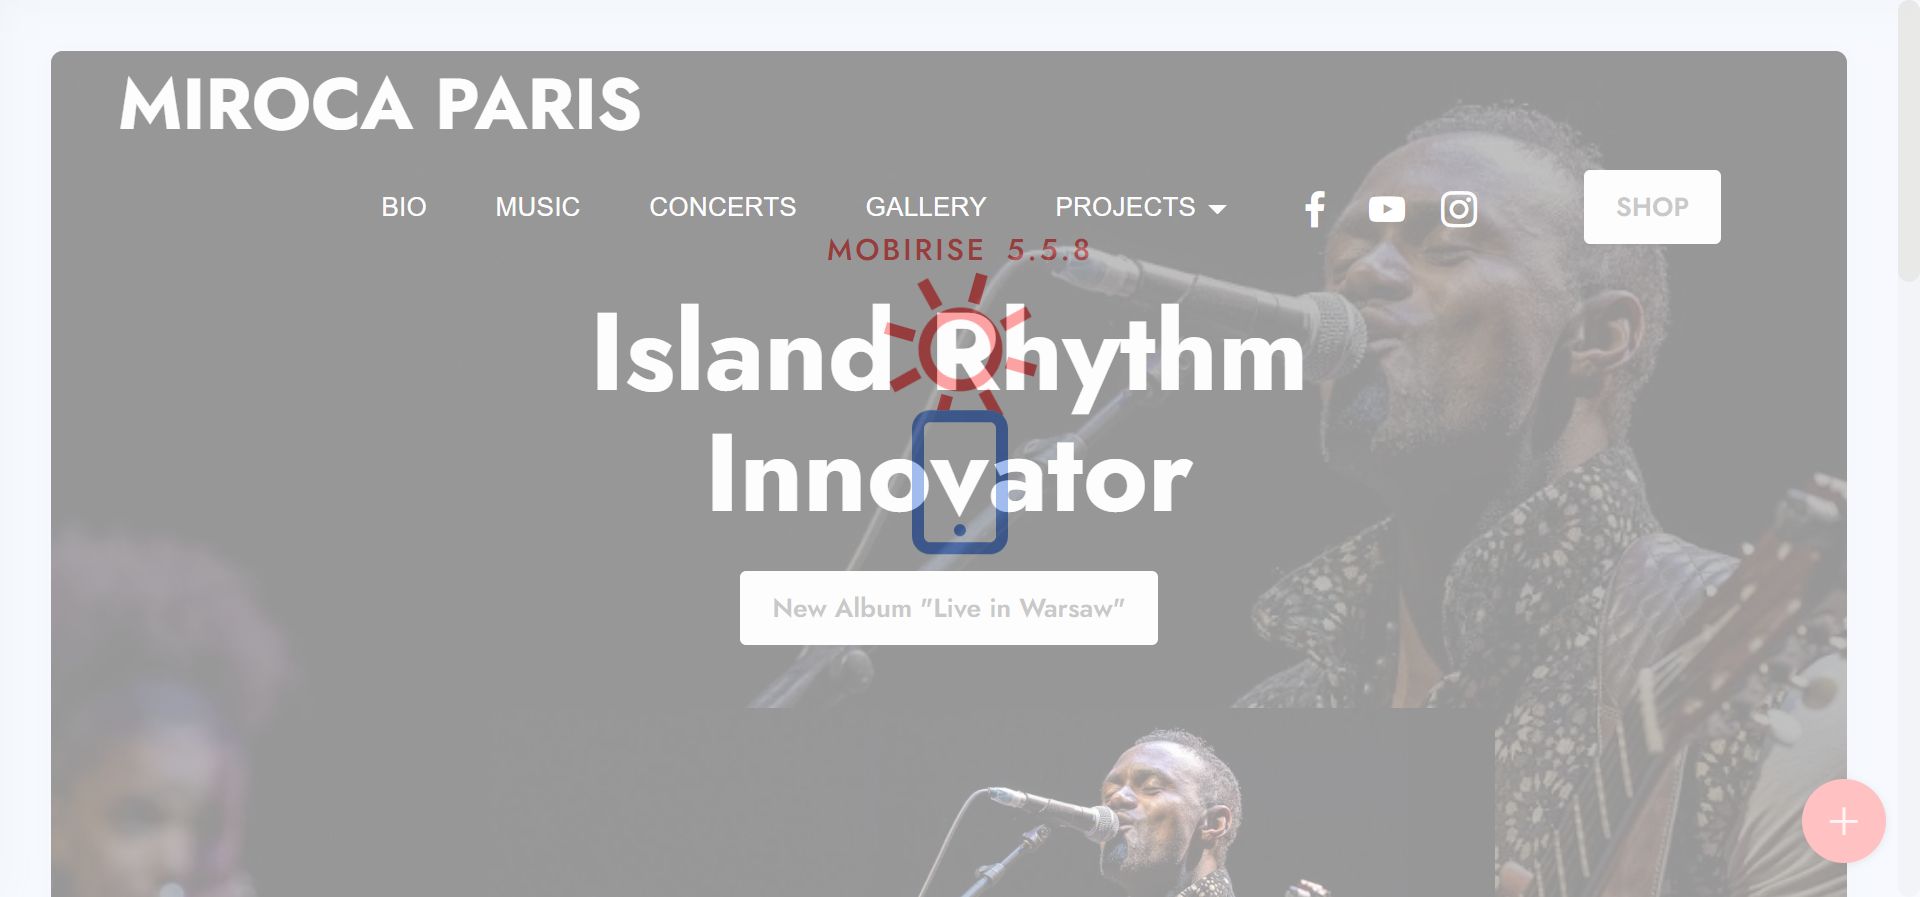 MIROCA PARIS
BIO MUSIC CONCERTS GALLERY PROJECTS SHOP
MOBIRISE 5.5.8
Island Rhythm
Innovator
New Album "Live in Warsaw"